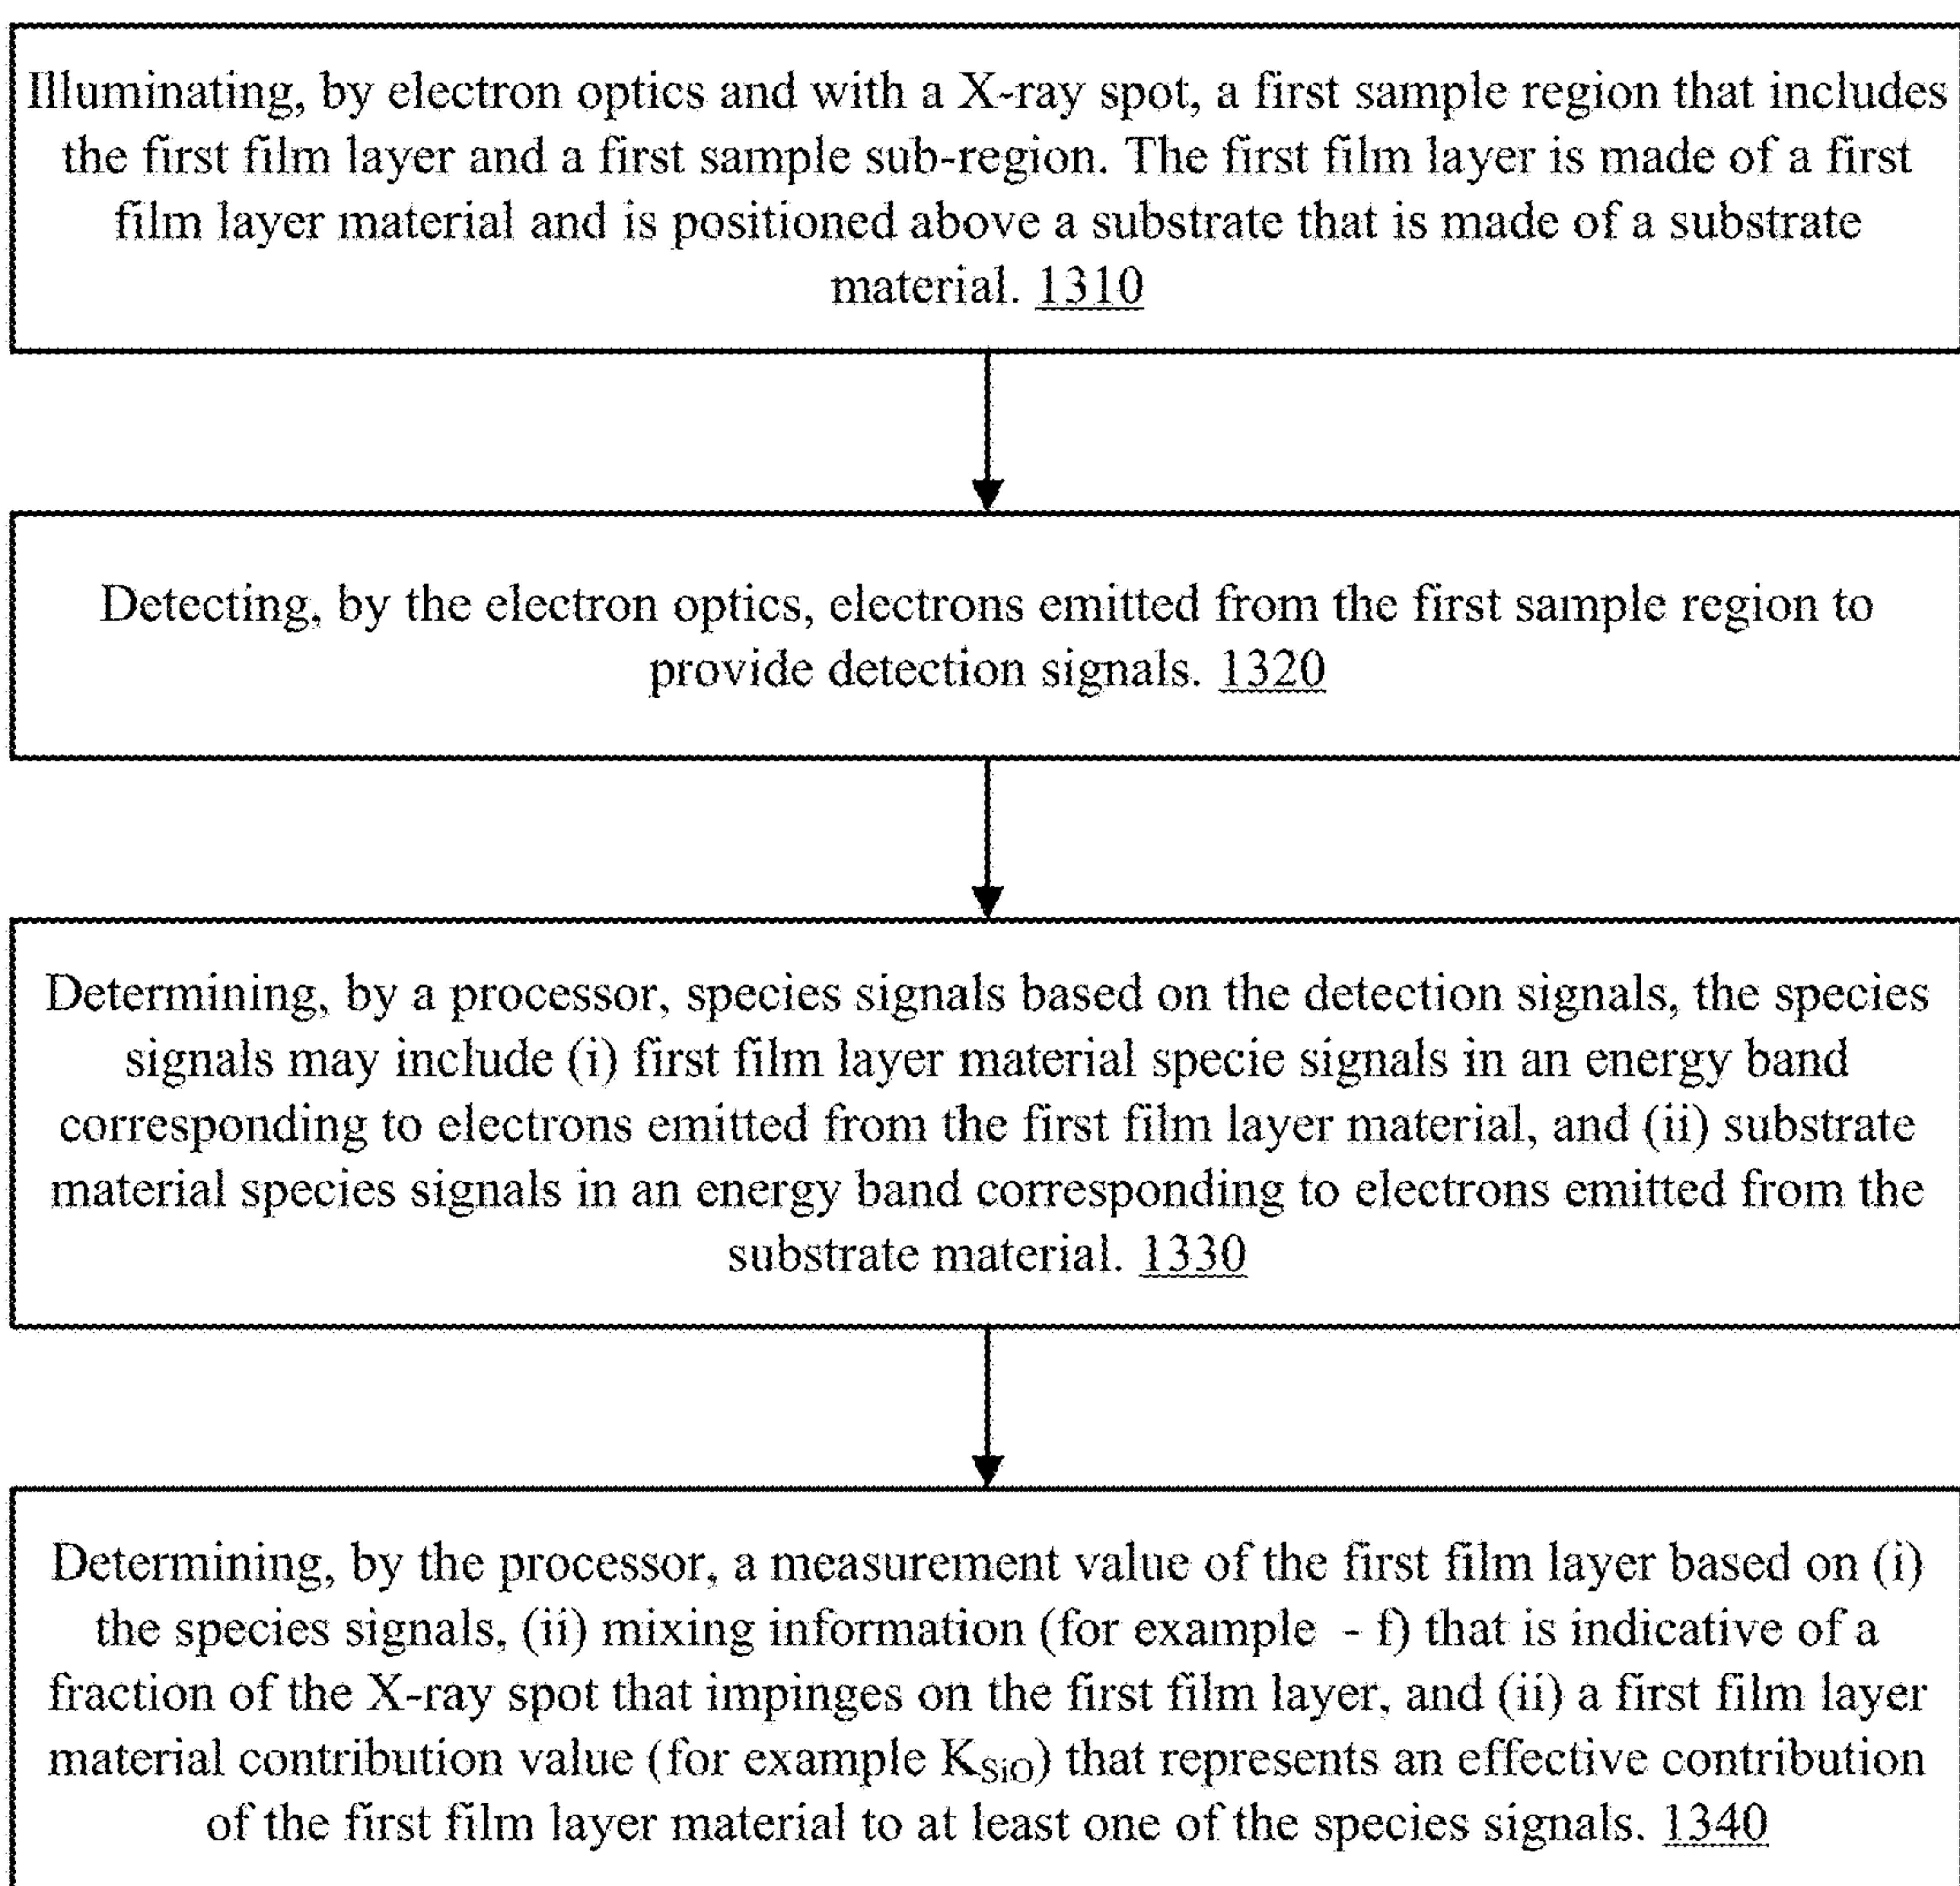 Illuminating, by electron optics and with a X-ray spot, a first sample region that includes
the first film layer and a first sample sub-region. The first film layer is made of a first
film layer material and is positioned above a substrate that is made of a substrate
material. 1310
Detecting, by the electron optics, electrons emitted from the first sample region to
provide detection signals. 1320
Determining, by a processor, species signals based on the detection signals, the species
signals may include (i) first film layer material specie signals in an energy band
corresponding to electrons emitted from the first film layer material, and (ii) substrate
material species signals in an energy band corresponding to electrons emitted from the
substrate material. 1330
Determining, by the processor, a measurement value of the first film layer based on (i)
the species signals, (ii) mixing information (for example - f) that is indicative of a
fraction of the X-ray spot that impinges on the first film layer, and (ii) a first film layer
material contribution value (for example K_SiO) that represents an effective contribution
of the first film layer material to at least one of the species signals. 1340